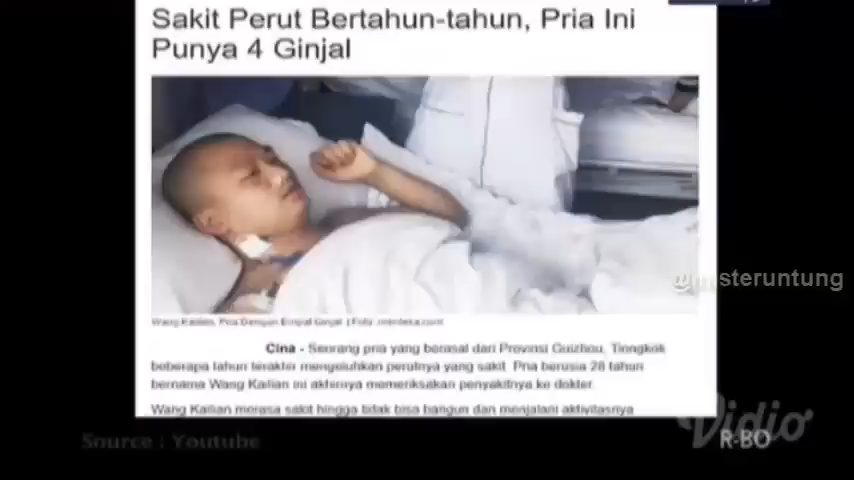 Sakit Perut Bertahun-tahun, Pria Ini
Punya 4 Ginjal
@misteruntung
Wang Kailian, Pria Dengan Empat Ginjal | Foto: merdeka.com
Cina - Seorang pria yang berasal dari Provinsi Guizhou, Tiongkok
beberapa tahun terakhir mengeluhkan perutnya yang sakit. Pria berusia 28 tahun
bernama Wang Kailian ini akhirnya memeriksakan penyakitnya ke dokter.
Wang Kailian merasa sakit hingga tidak bisa bangun dan menjalani aktivitasnya
Vidio
R-BO
Source : Youtube